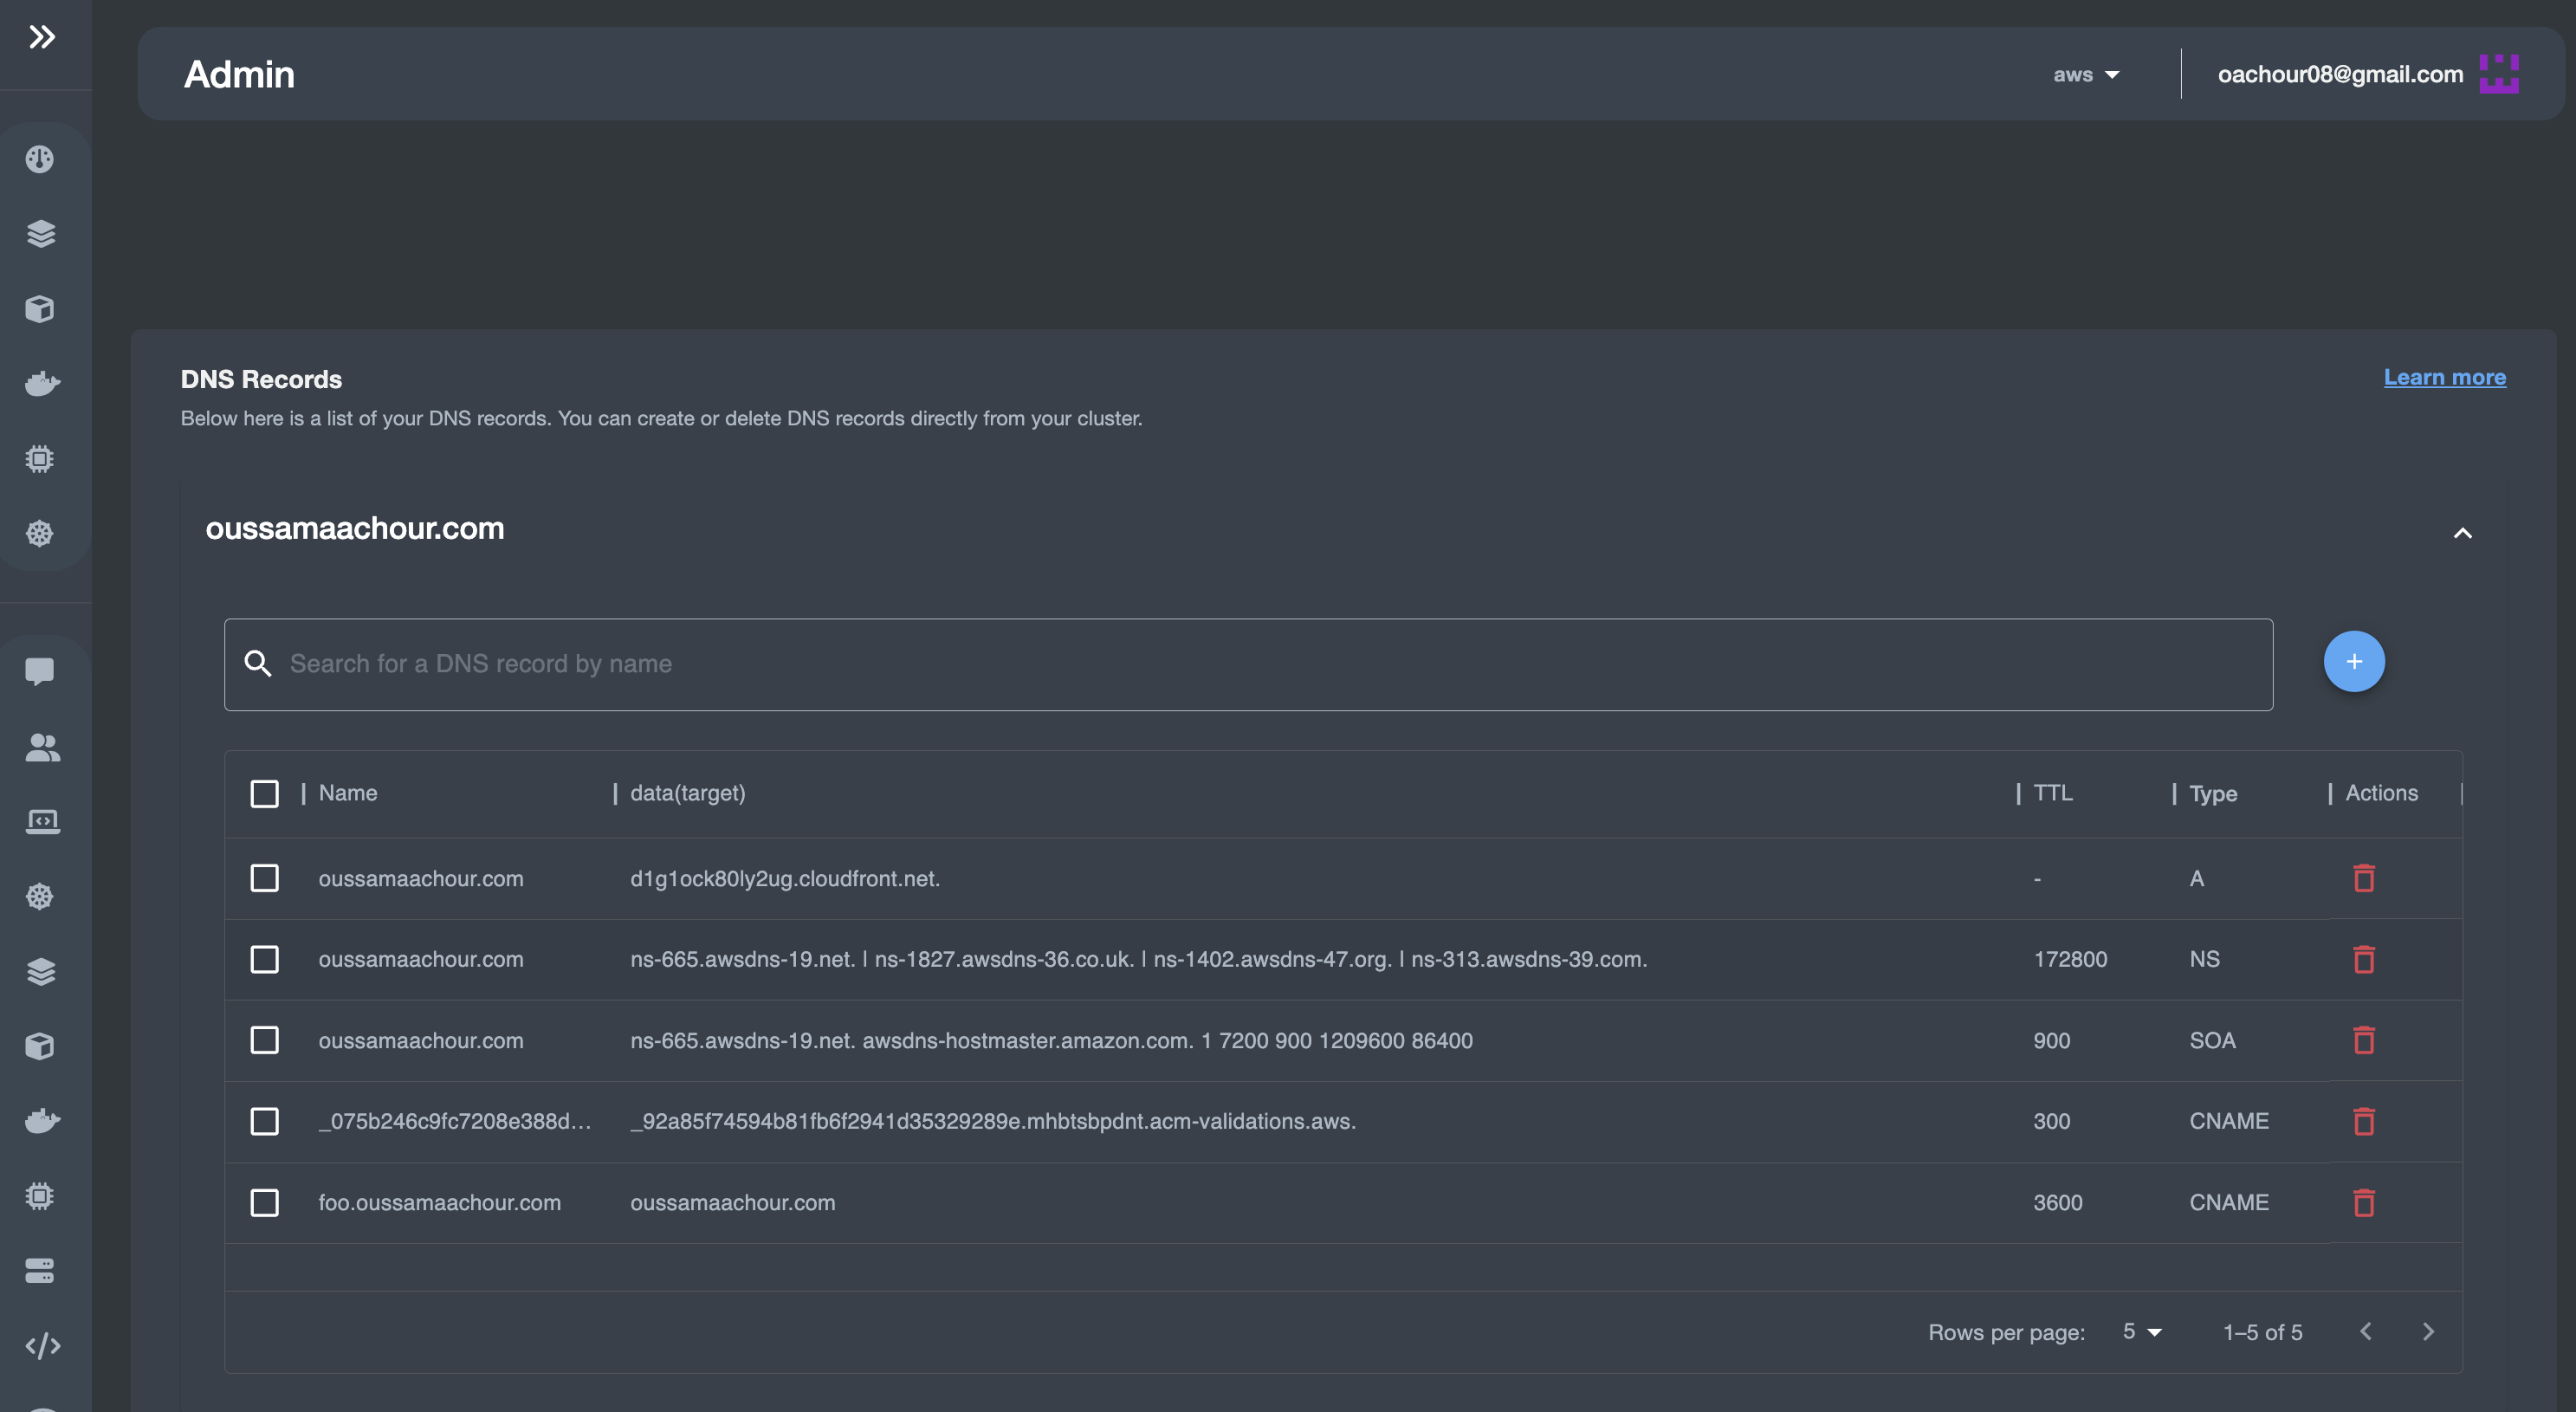 Admin
aws
oachour08@gmail.com
DNS Records
Learn more
Below here is a list of your DNS records. You can create or delete DNS records directly from your cluster.
oussamaachour.com
Search for a DNS record by name
Name data(target) TTL Type Actions
oussamaachour.com d1g1ock80ly2ug.cloudfront.net. - A
oussamaachour.com ns-665.awsdns-19.net. | ns-1827.awsdns-36.co.uk. | ns-1402.awsdns-47.org. | ns-313.awsdns-39.com. 172800 NS
oussamaachour.com ns-665.awsdns-19.net. awsdns-hostmaster.amazon.com. 1 7200 900 1209600 86400 900 SOA
_075b246c9fc7208e388d... _92a85f74594b81fb6f2941d35329289e.mhbtsbpdnt.acm-validations.aws. 300 CNAME
foo.oussamaachour.com oussamaachour.com 3600 CNAME
Rows per page: 5 1–5 of 5